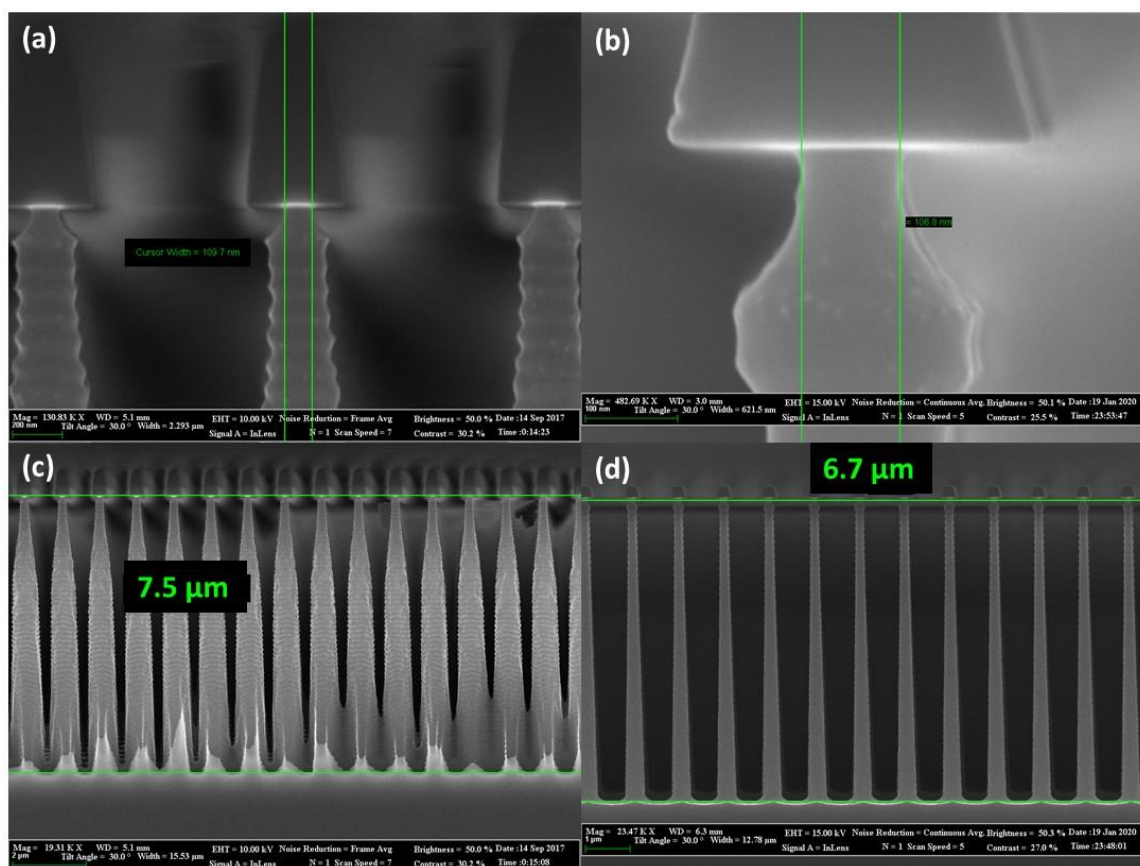 (a)
Cursor Width = 109.7 nm
Mag = 130.83 K X WD = 5.1 mm EHT = 10.00 kV Noise Reduction = Frame Avg Brightness = 50.0 % Date :14 Sep 2017
200 nm Tilt Angle = 30.0° Width = 2.293 µm Signal A = InLens N = 1 Scan Speed = 7 Contrast = 30.2 % Time :0:14:23
(b)
= 106.8 nm
Mag = 482.69 K X WD = 3.0 mm EHT = 15.00 kV Noise Reduction = Continuous Avg. Brightness = 50.1 % Date :19 Jan 2020
100 nm Tilt Angle = 30.0° Width = 621.5 nm Signal A = InLens N = 1 Scan Speed = 5 Contrast = 25.5 % Time :23:53:47
(c)
7.5 µm
Mag = 19.31 K X WD = 5.1 mm EHT = 10.00 kV Noise Reduction = Frame Avg Brightness = 50.0 % Date :14 Sep 2017
2 µm Tilt Angle = 30.0° Width = 15.53 µm Signal A = InLens N = 1 Scan Speed = 7 Contrast = 30.2 % Time :0:15:08
(d)
6.7 µm
Mag = 23.47 K X WD = 6.3 mm EHT = 15.00 kV Noise Reduction = Continuous Avg. Brightness = 50.3 % Date :19 Jan 2020
1 µm Tilt Angle = 30.0° Width = 12.78 µm Signal A = InLens N = 1 Scan Speed = 5 Contrast = 27.0 % Time :23:48:01